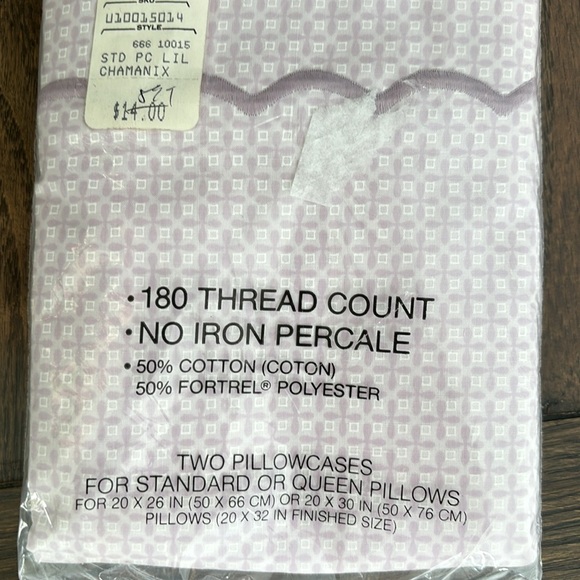 SKU
U10015014
STYLE
666 10015
STD PC LIL
CHAMANIX
$14.00
• 180 THREAD COUNT
• NO IRON PERCALE
• 50% COTTON (COTON)
50% FORTREL® POLYESTER
TWO PILLOWCASES
FOR STANDARD OR QUEEN PILLOWS
FOR 20 X 26 IN (50 X 66 CM) OR 20 X 30 IN (50 X 76 CM)
PILLOWS (20 X 32 IN FINISHED SIZE)